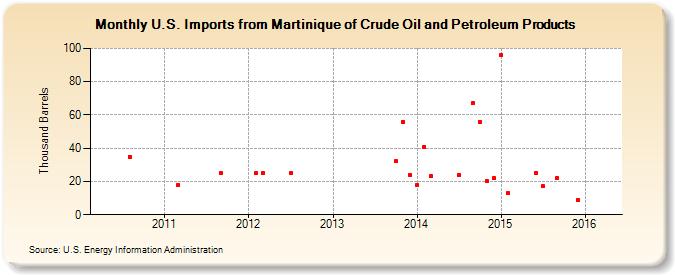 Monthly U.S. Imports from Martinique of Crude Oil and Petroleum Products
Thousand Barrels
100
80
60
40
20
0
2011 2012 2013 2014 2015 2016
Source: U.S. Energy Information Administration